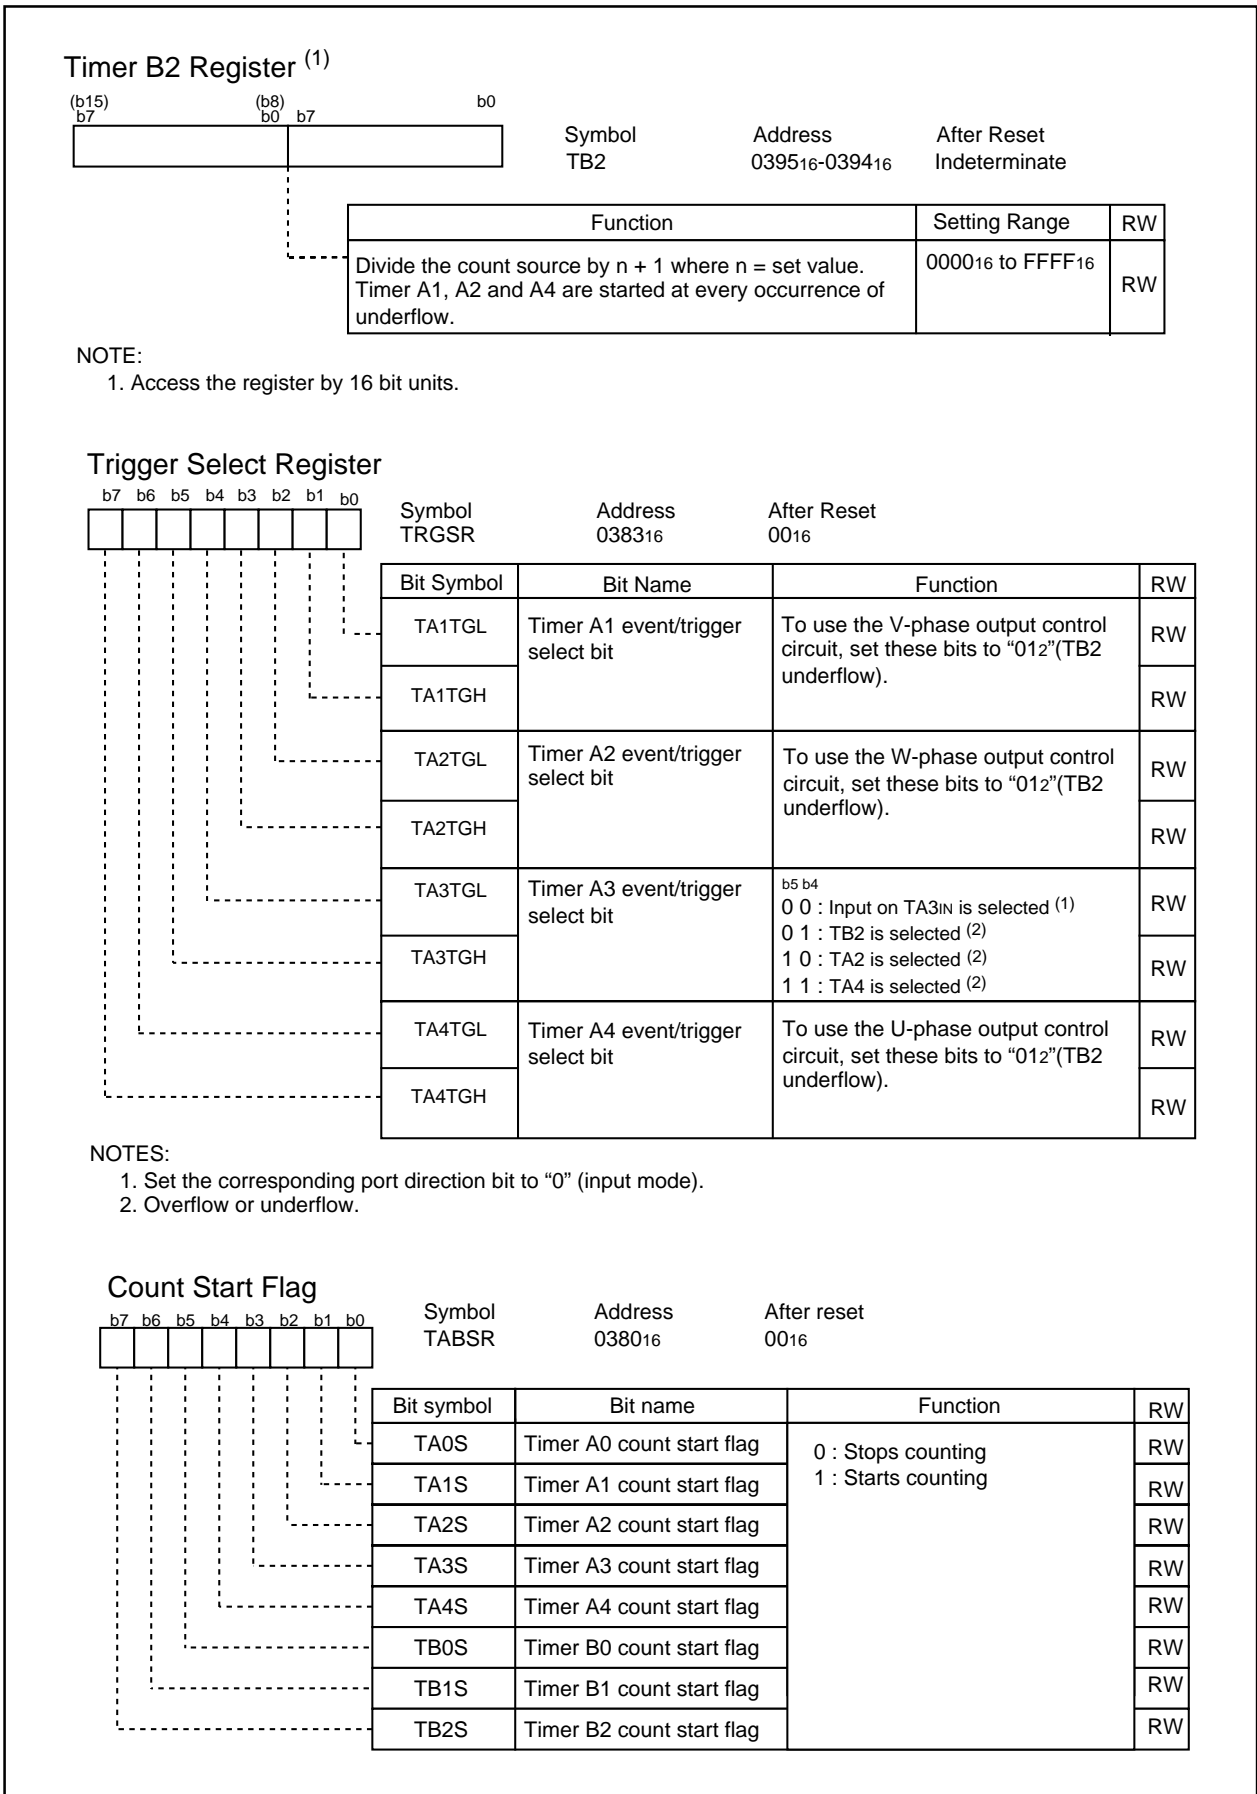 Timer B2 Register (1)
(b15) (b8) b0
b7 b0 b7
Symbol Address After Reset
TB2 039516-039416 Indeterminate
Function Setting Range RW
Divide the count source by n + 1 where n = set value. 000016 to FFFF16 RW
Timer A1, A2 and A4 are started at every occurrence of
underflow.
NOTE:
1. Access the register by 16 bit units.
Trigger Select Register
b7 b6 b5 b4 b3 b2 b1 b0
Symbol Address After Reset
TRGSR 038316 0016
Bit Symbol Bit Name Function RW
TA1TGL Timer A1 event/trigger To use the V-phase output control RW
select bit circuit, set these bits to “012”(TB2
underflow).
TA1TGH RW
TA2TGL Timer A2 event/trigger To use the W-phase output control RW
select bit circuit, set these bits to “012”(TB2
underflow).
TA2TGH RW
TA3TGL Timer A3 event/trigger b5 b4
select bit 0 0 : Input on TA3IN is selected (1) RW
0 1 : TB2 is selected (2)
TA3TGH 1 0 : TA2 is selected (2) RW
1 1 : TA4 is selected (2)
TA4TGL Timer A4 event/trigger To use the U-phase output control RW
select bit circuit, set these bits to “012”(TB2
underflow).
TA4TGH RW
NOTES:
1. Set the corresponding port direction bit to “0” (input mode).
2. Overflow or underflow.
Count Start Flag
b7 b6 b5 b4 b3 b2 b1 b0
Symbol Address After reset
TABSR 038016 0016
Bit symbol Bit name Function RW
TA0S Timer A0 count start flag 0 : Stops counting RW
TA1S Timer A1 count start flag 1 : Starts counting RW
TA2S Timer A2 count start flag RW
TA3S Timer A3 count start flag RW
TA4S Timer A4 count start flag RW
TB0S Timer B0 count start flag RW
TB1S Timer B1 count start flag RW
TB2S Timer B2 count start flag RW